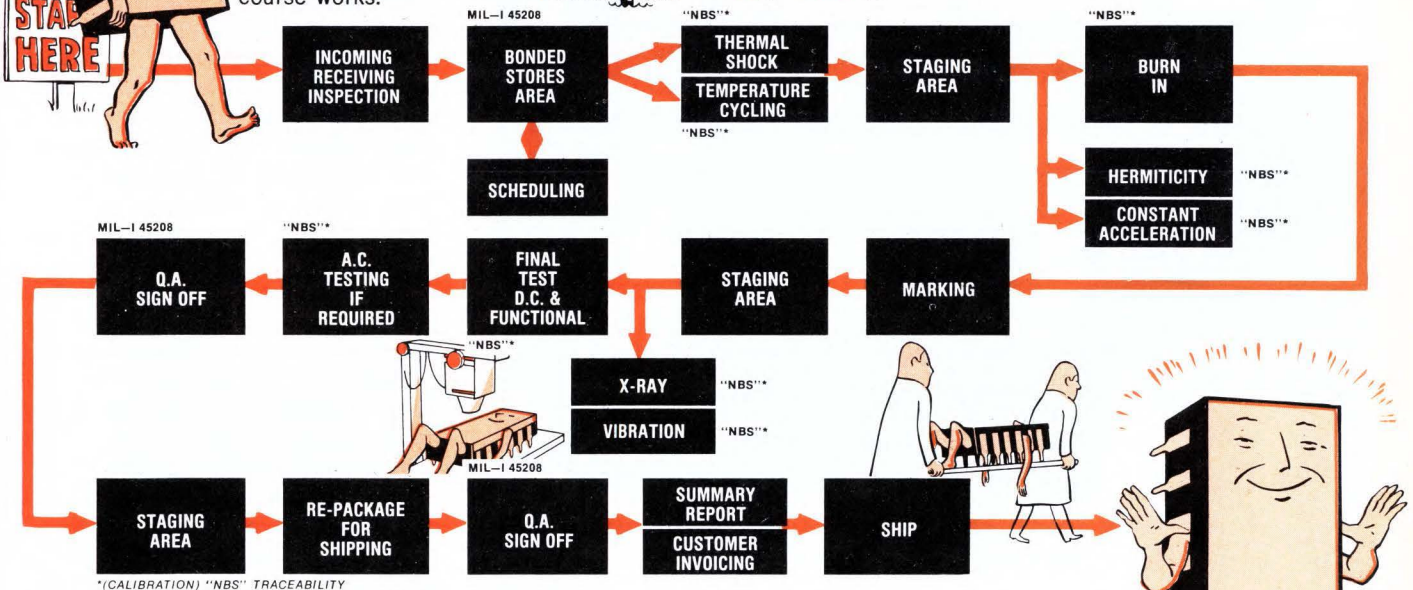 course works.
START
HERE
INCOMING
RECEIVING
INSPECTION
MIL-I 45208
BONDED
STORES
AREA
SCHEDULING
"NBS"*
THERMAL
SHOCK
TEMPERATURE
CYCLING
"NBS"*
STAGING
AREA
"NBS"*
BURN
IN
HERMITICITY "NBS"*
CONSTANT
ACCELERATION "NBS"*
MARKING
STAGING
AREA
FINAL
TEST
D.C. &
FUNCTIONAL
"NBS"*
X-RAY "NBS"*
VIBRATION "NBS"*
"NBS"*
A.C.
TESTING
IF
REQUIRED
MIL-I 45208
Q.A.
SIGN OFF
STAGING
AREA
RE-PACKAGE
FOR
SHIPPING
MIL-I 45208
Q.A.
SIGN OFF
SUMMARY
REPORT
CUSTOMER
INVOICING
SHIP
*(CALIBRATION) "NBS" TRACEABILITY